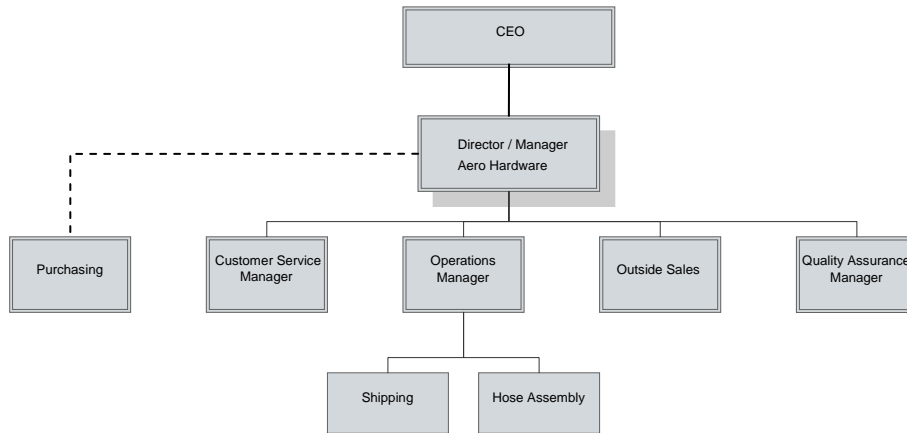 CEO
Director / Manager
Aero Hardware
Purchasing
Customer Service
Manager
Operations
Manager
Outside Sales
Quality Assurance
Manager
Shipping
Hose Assembly